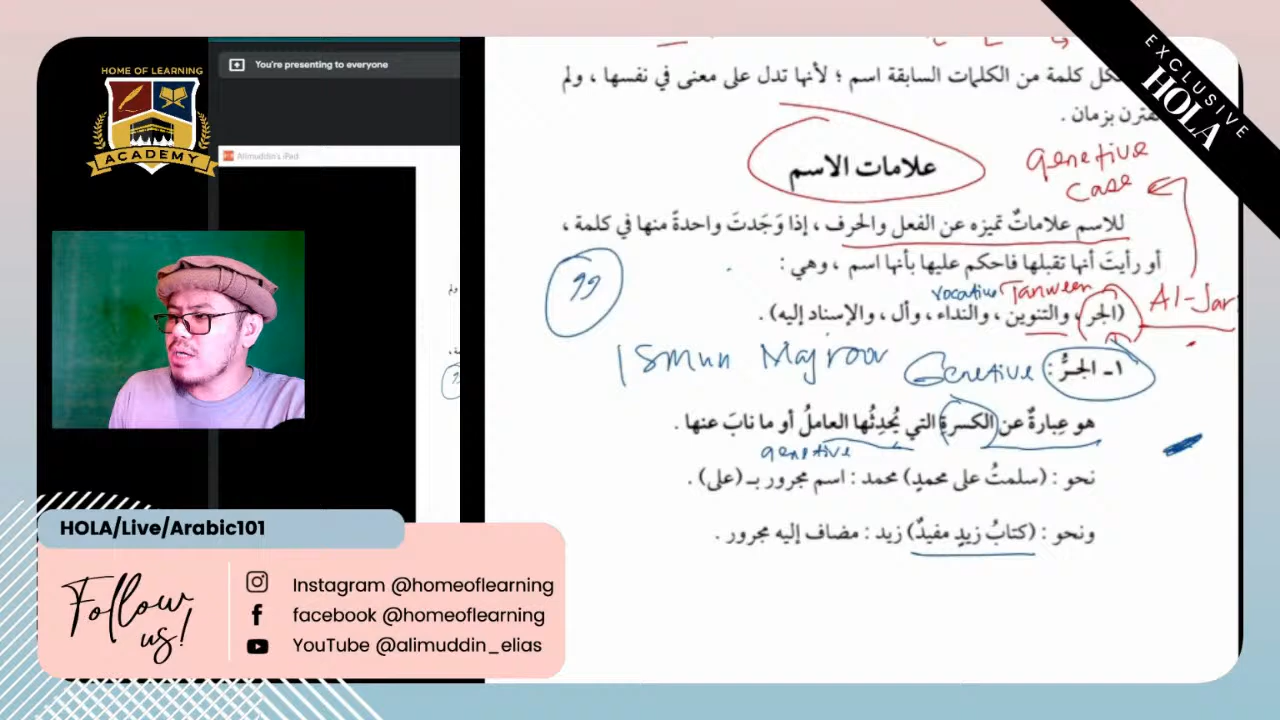 HOME OF LEARNING
ACADEMY
You're presenting to everyone
Alimuddin's iPad
EXCLUSIVE
HOLA
كل كلمة من الكلمات السابقة اسم ؛ لأنها تدل على معنى في نفسها ، ولم
بزمان .
علامات الاسم
genetive
case
للاسم علاماتٌ تميزه عن الفعل والحرف ، إذا وَجَدتَ واحدةً منها في كلمة ،
أو رأيتَ أنها تقبلها فاحكم عليها بأنها اسم ، وهي :
vocative Tanween
Al-Jar
(الجر ، والتنوين ، والنداء ، وأل ، والإسناد إليه) .
Ismun Majroor Genetive
١ـ الجـرُّ :
هو عِبارةٌ عن الكسرةِ التي يُحدِثُها العاملُ أو ما نابَ عنها .
genetive
نحو : (سلمتُ على محمدٍ) محمد : اسم مجرور بـ (على) .
ونحو : (كتابُ زيدٍ مفيدٌ) زيد : مضاف إليه مجرور .
HOLA/Live/Arabic101
Follow us!
Instagram @homeoflearning
facebook @homeoflearning
YouTube @alimuddin_elias